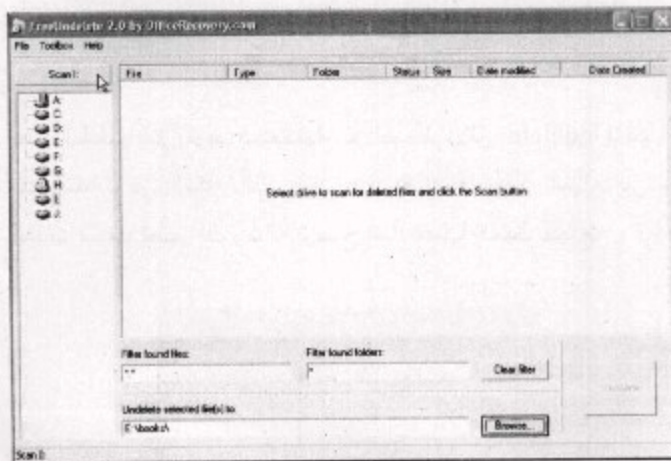 FreeUndelete 2.0 by OfficeRecovery.com
File Toolbox Help
Scan I: File Type Folder Status Size Date modified Date Created
A:
C:
D:
F:
G:
H:
J:
Select drive to scan for deleted files and click the Scan button
Filter found files: Filter found folders:
*.* * Clear filter
Undelete selected file(s) to
E:\books\ Browse...